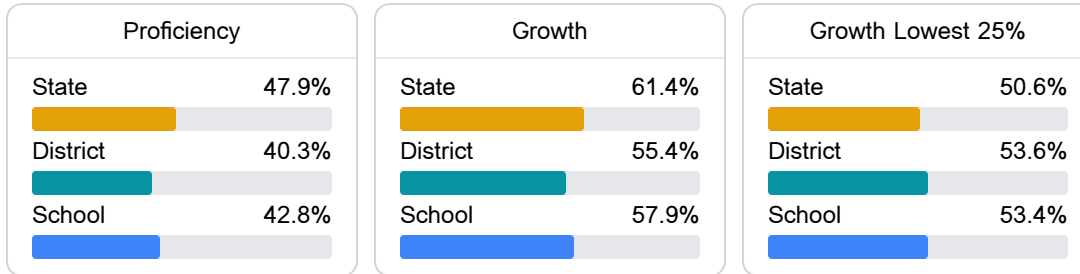 Proficiency
State 47.9%
District 40.3%
School 42.8%
Growth
State 61.4%
District 55.4%
School 57.9%
Growth Lowest 25%
State 50.6%
District 53.6%
School 53.4%